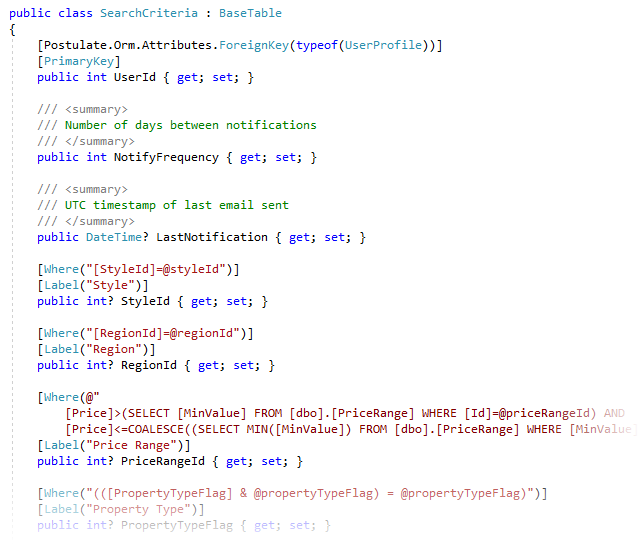 public class SearchCriteria : BaseTable
{
    [Postulate.Orm.Attributes.ForeignKey(typeof(UserProfile))]
    [PrimaryKey]
    public int UserId { get; set; }

    /// <summary>
    /// Number of days between notifications
    /// </summary>
    public int NotifyFrequency { get; set; }

    /// <summary>
    /// UTC timestamp of last email sent
    /// </summary>
    public DateTime? LastNotification { get; set; }

    [Where("[StyleId]=@styleId")]
    [Label("Style")]
    public int? StyleId { get; set; }

    [Where("[RegionId]=@regionId")]
    [Label("Region")]
    public int? RegionId { get; set; }

    [Where(@"
        [Price]>(SELECT [MinValue] FROM [dbo].[PriceRange] WHERE [Id]=@priceRangeId) AND
        [Price]<=COALESCE((SELECT MIN([MinValue]) FROM [dbo].[PriceRange] WHERE [MinValue]
    [Label("Price Range")]
    public int? PriceRangeId { get; set; }

    [Where("(([PropertyTypeFlag] & @propertyTypeFlag) = @propertyTypeFlag)")]
    [Label("Property Type")]
    public int? PropertyTypeFlag { get; set; }